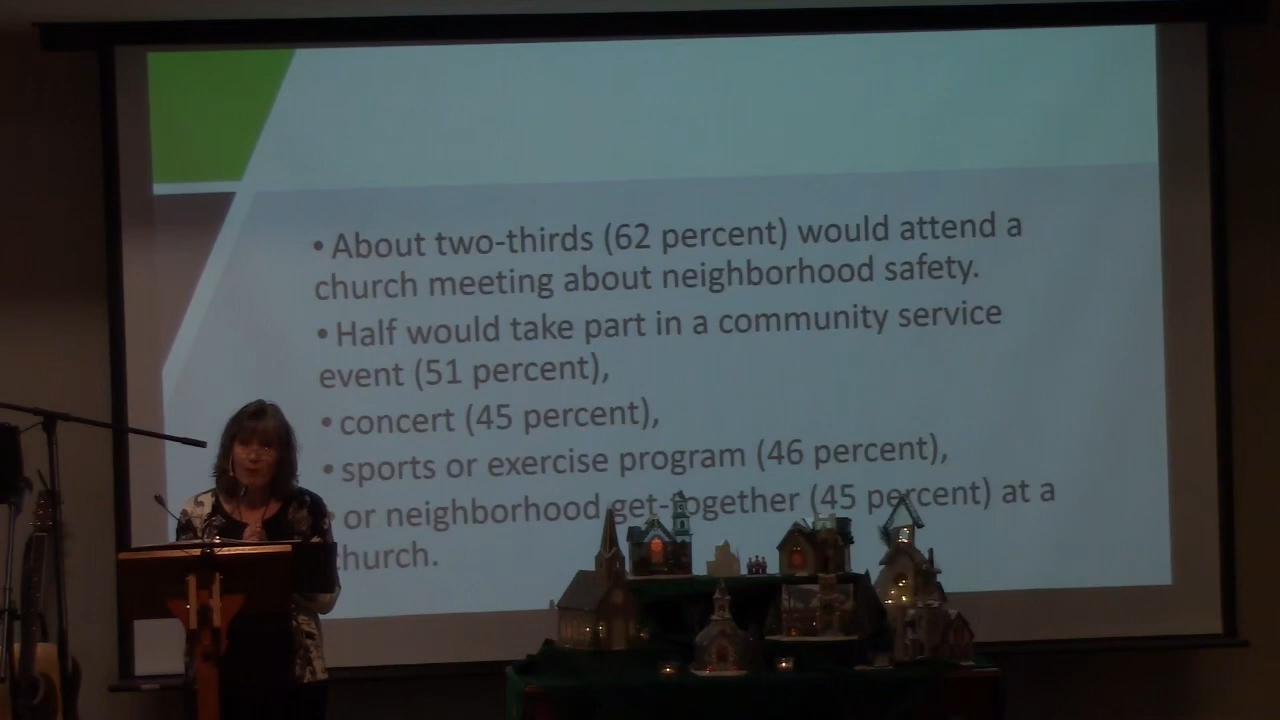 • About two-thirds (62 percent) would attend a
church meeting about neighborhood safety.
• Half would take part in a community service
event (51 percent),
• concert (45 percent),
• sports or exercise program (46 percent),
• or neighborhood get-together (45 percent) at a
church.